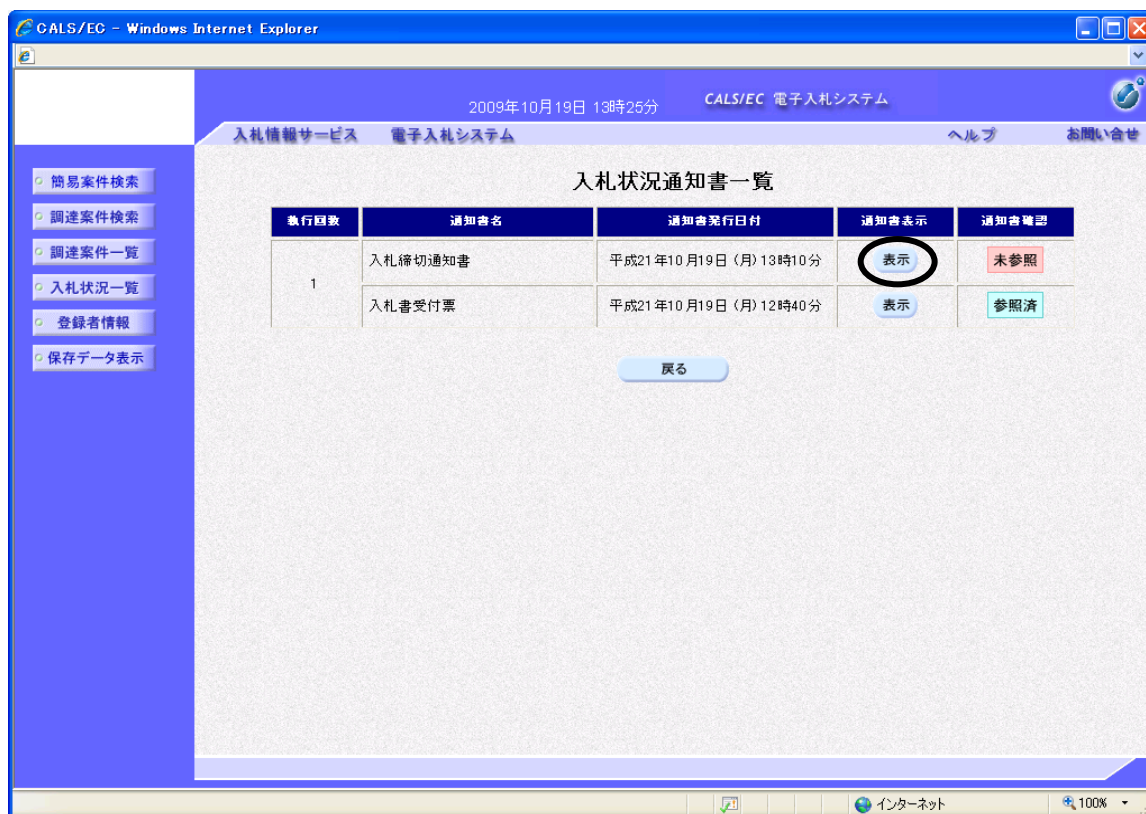 CALS/EC - Windows Internet Explorer
2009年10月19日 13時25分
CALS/EC 電子入札システム
入札情報サービス 電子入札システム ヘルプ お問い合せ
簡易案件検索
調達案件検索
調達案件一覧
入札状況一覧
登録者情報
保存データ表示
入札状況通知書一覧
執行回数 通知書名 通知書発行日付 通知書表示 通知書確認
1
入札締切通知書 平成21年10月19日（月）13時10分 表示 未参照
入札書受付票 平成21年10月19日（月）12時40分 表示 参照済
戻る
インターネット 100%